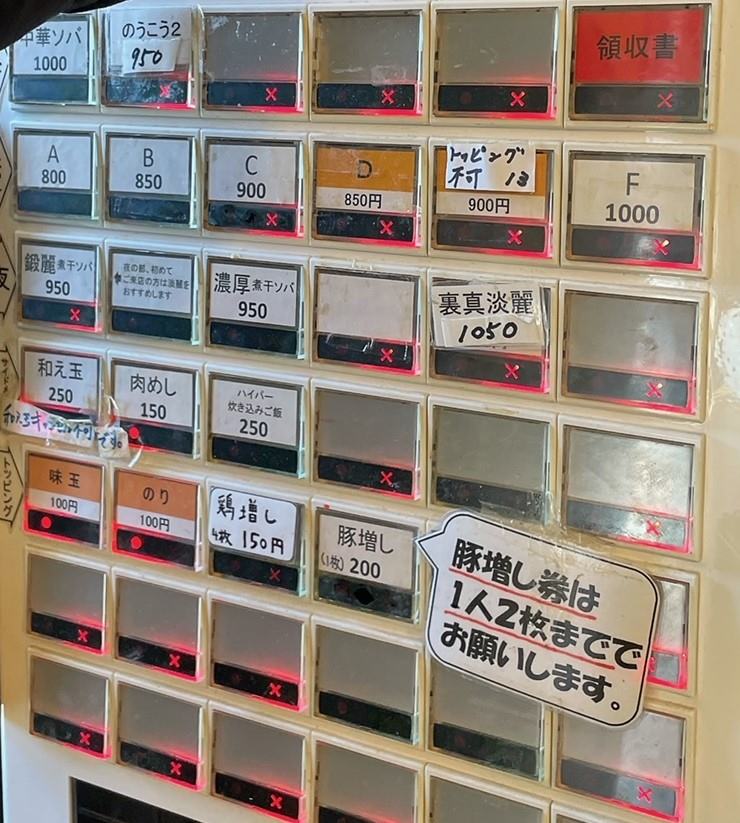 中華ソバ
1000
のうこう2
950
領収書
A
800
B
850
C
900
D
850円
トッピング
不可 13
900円
F
1000
鍛麗煮干ソバ
950
夜の部、初めて
ご来店の方は淡麗を
おすすめします
濃厚煮干ソバ
950
裏真淡麗
1050
和え玉
250
肉めし
150
ハイパー
炊き込みご飯
250
トッピング
味玉
100円
のり
100円
鶏増し
4枚 150円
豚増し
(1枚) 200
豚増し券は
1人2枚までで
お願いします。